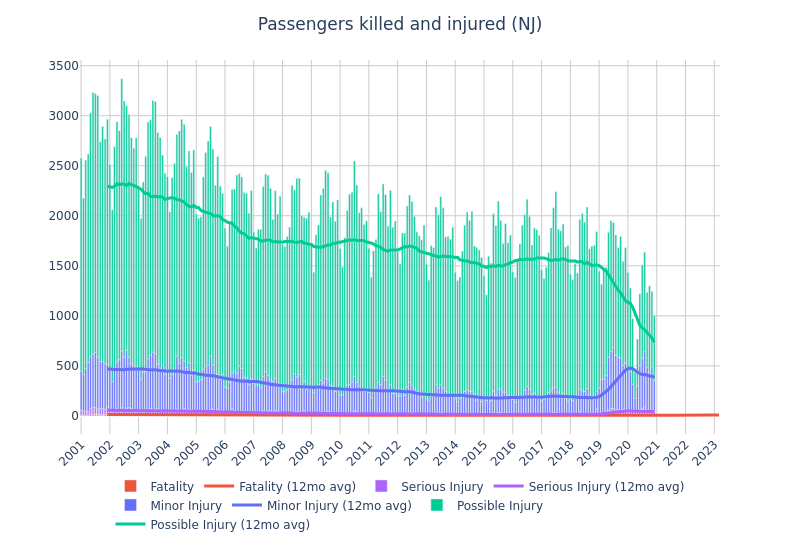 Passengers killed and injured (NJ)
3500
3000
2500
2000
1500
1000
500
0
2001 2002 2003 2004 2005 2006 2007 2008 2009 2010 2011 2012 2013 2014 2015 2016 2017 2018 2019 2020 2021 2022 2023
Fatality Fatality (12mo avg) Serious Injury Serious Injury (12mo avg)
Minor Injury Minor Injury (12mo avg) Possible Injury
Possible Injury (12mo avg)